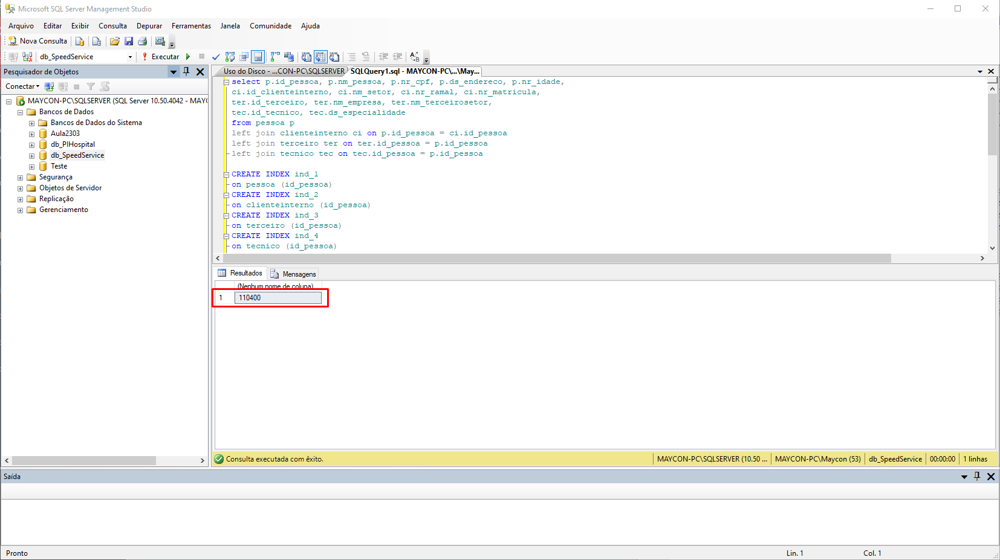 Microsoft SQL Server Management Studio
Arquivo Editar Exibir Consulta Depurar Ferramentas Janela Comunidade Ajuda
Nova Consulta
db_SpeedService Executar
Pesquisador de Objetos
Conectar
MAYCON-PC\SQLSERVER (SQL Server 10.50.4042 - MAYC
Bancos de Dados
Bancos de Dados do Sistema
Aula2303
db_PIHospital
db_SpeedService
Teste
Segurança
Objetos de Servidor
Replicação
Gerenciamento
Uso do Disco - ...CON-PC\SQLSERVER SQLQuery1.sql - MAYCON-PC\...\May...
select p.id_pessoa, p.nm_pessoa, p.nr_cpf, p.ds_endereco, p.nr_idade,
ci.id_clienteinterno, ci.nm_setor, ci.nr_ramal, ci.nr_matricula,
ter.id_terceiro, ter.nm_empresa, ter.nm_terceirosetor,
tec.id_tecnico, tec.ds_especialidade
from pessoa p
left join clienteinterno ci on p.id_pessoa = ci.id_pessoa
left join terceiro ter on ter.id_pessoa = p.id_pessoa
left join tecnico tec on tec.id_pessoa = p.id_pessoa
CREATE INDEX ind_1
on pessoa (id_pessoa)
CREATE INDEX ind_2
on clienteinterno (id_pessoa)
CREATE INDEX ind_3
on terceiro (id_pessoa)
CREATE INDEX ind_4
on tecnico (id_pessoa)
Resultados Mensagens
(Nenhum nome de coluna)
1 110400
Consulta executada com êxito. MAYCON-PC\SQLSERVER (10.50 ... MAYCON-PC\Maycon (53) db_SpeedService 00:00:00 1 linhas
Saída
Pronto Lin. 1 Col. 1